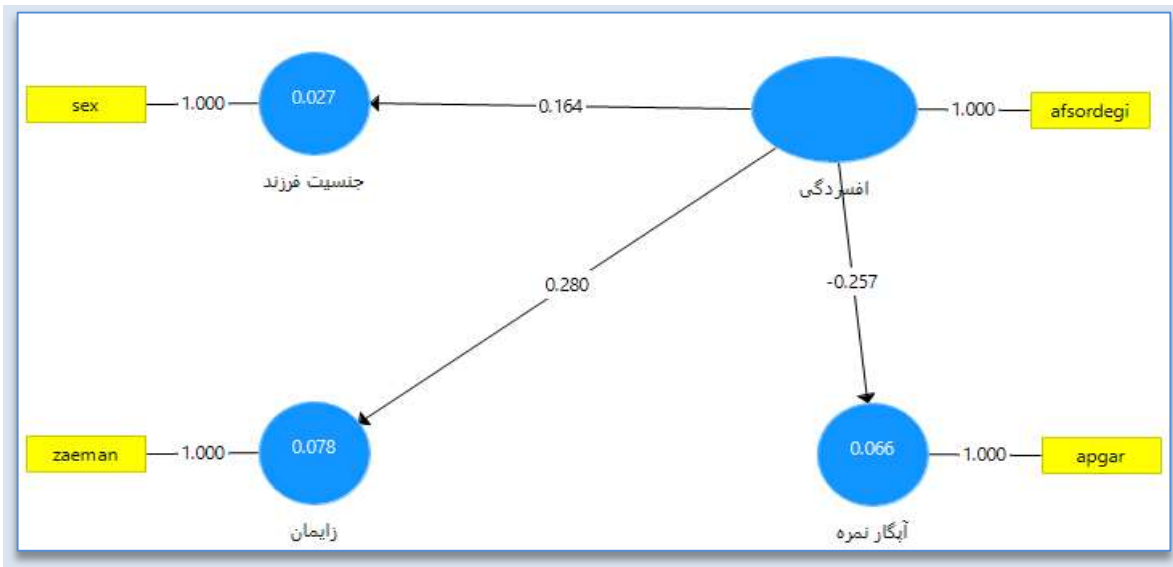 sex
1.000
0.027
0.164
1.000
afsordegi
جنسیت فرزند
افسردگی
0.280
-0.257
zaeman
1.000
0.078
0.066
1.000
apgar
زایمان
آپگار نمره